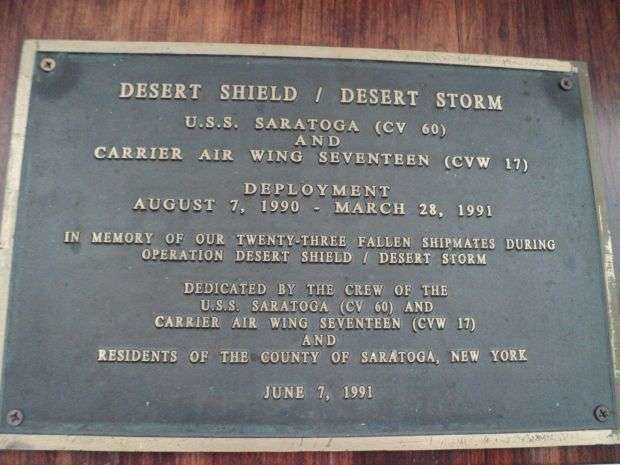 DESERT SHIELD / DESERT STORM
U.S.S. SARATOGA (CV 60)
AND
CARRIER AIR WING SEVENTEEN (CVW 17)
DEPLOYMENT
AUGUST 7, 1990 - MARCH 28, 1991
IN MEMORY OF OUR TWENTY-THREE FALLEN SHIPMATES DURING
OPERATION DESERT SHIELD / DESERT STORM
DEDICATED BY THE CREW OF THE
U.S.S. SARATOGA (CV 60) AND
CARRIER AIR WING SEVENTEEN (CVW 17)
AND
RESIDENTS OF THE COUNTY OF SARATOGA, NEW YORK
JUNE 7, 1991